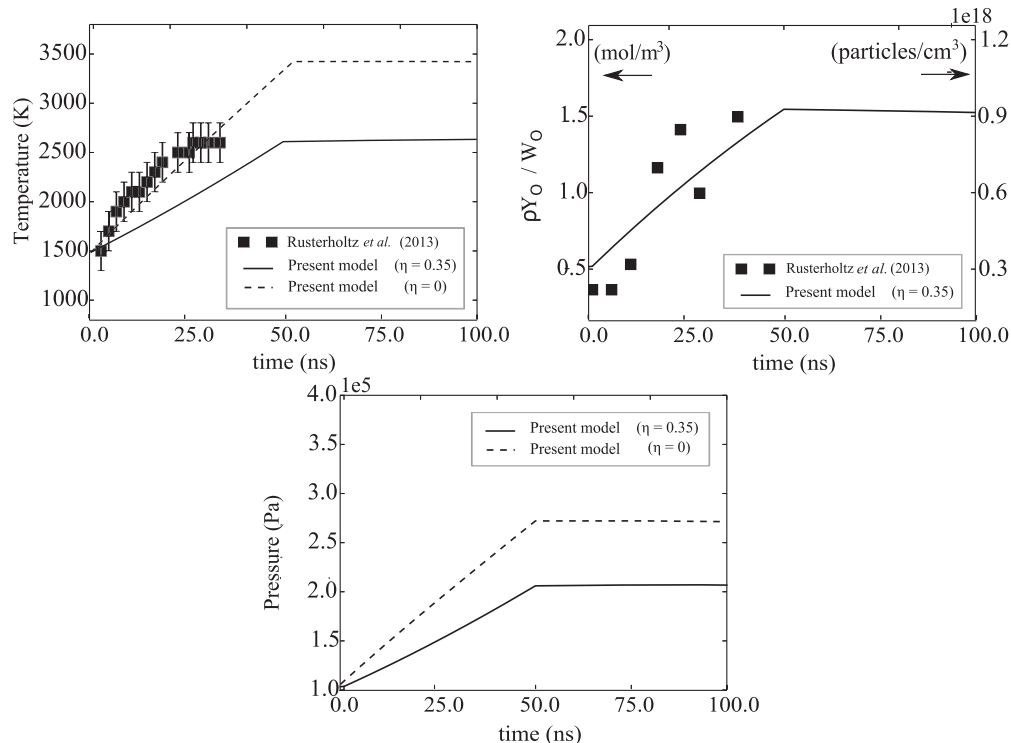 3500
3000
2500
2000
1500
1000
Temperature (K)
Rusterholtz et al. (2013)
Present model (η = 0.35)
Present model (η = 0)
0.0 25.0 50.0 75.0 100.0
time (ns)
1e18
2.0
1.5
1.0
0.5
ρYO / WO
(mol/m3)
(particles/cm3)
1.2
0.9
0.6
0.3
Rusterholtz et al. (2013)
Present model (η = 0.35)
0.0 25.0 50.0 75.0 100.0
time (ns)
1e5
4.0
3.0
2.5
2.0
1.5
1.0
Pressure (Pa)
Present model (η = 0.35)
Present model (η = 0)
0.0 25.0 50.0 75.0 100.0
time (ns)